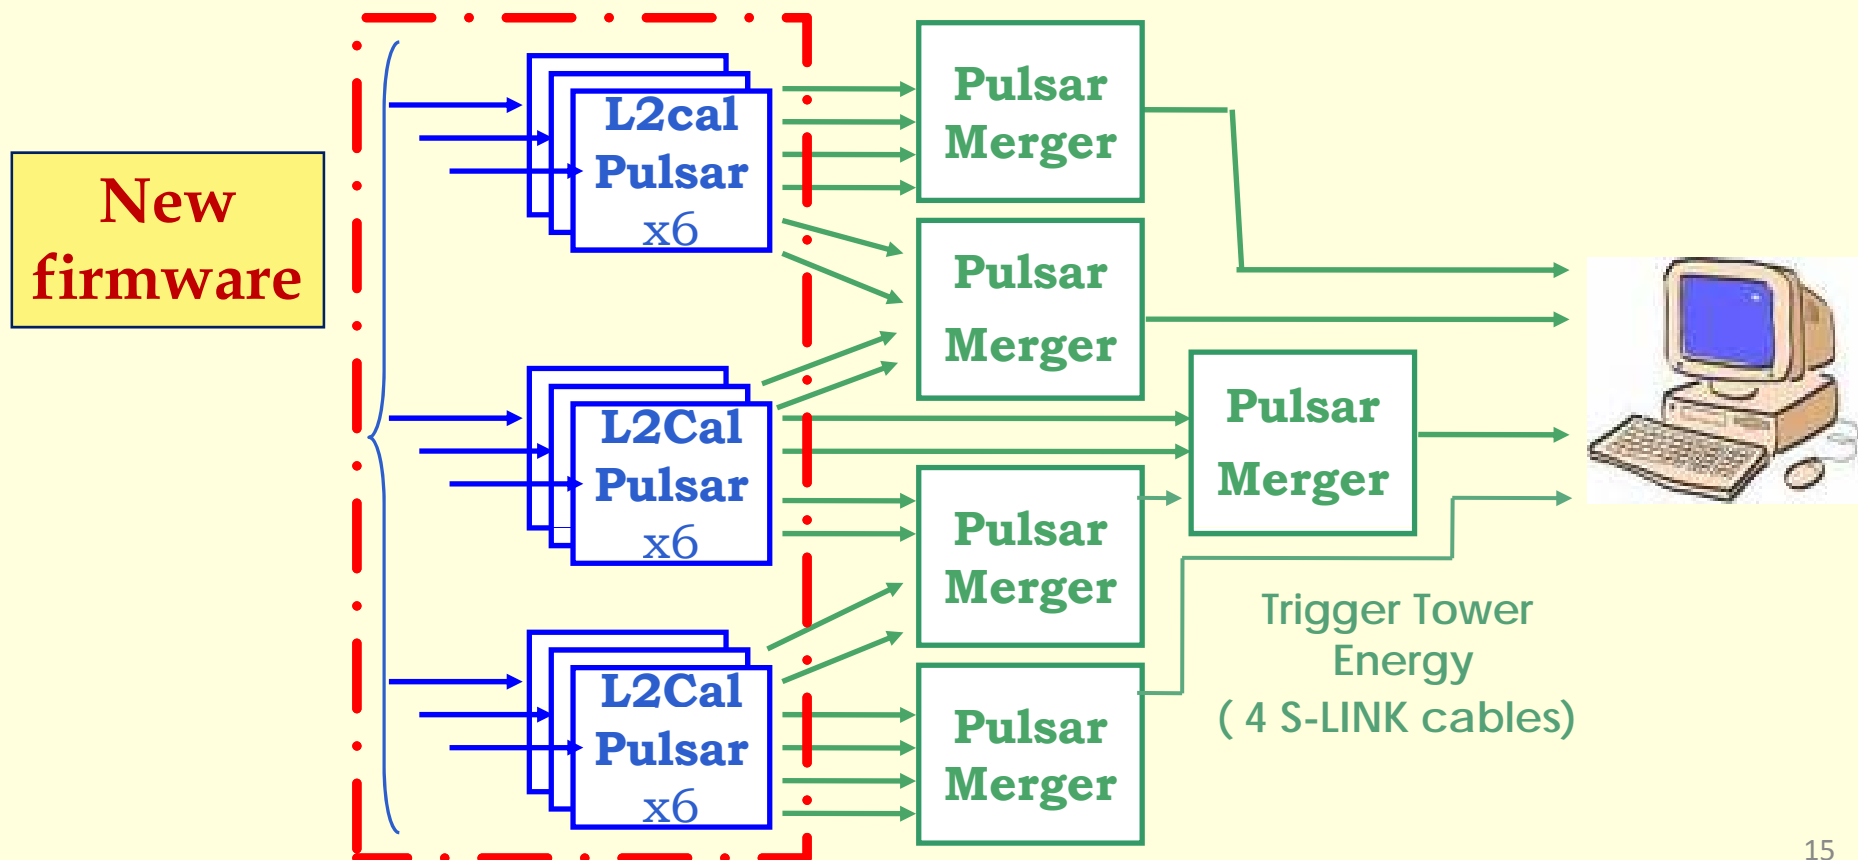 New
firmware
L2cal
Pulsar
x6
L2Cal
Pulsar
x6
L2Cal
Pulsar
x6
Pulsar
Merger
Pulsar
Merger
Pulsar
Merger
Pulsar
Merger
Pulsar
Merger
Trigger Tower
Energy
( 4 S-LINK cables)
15